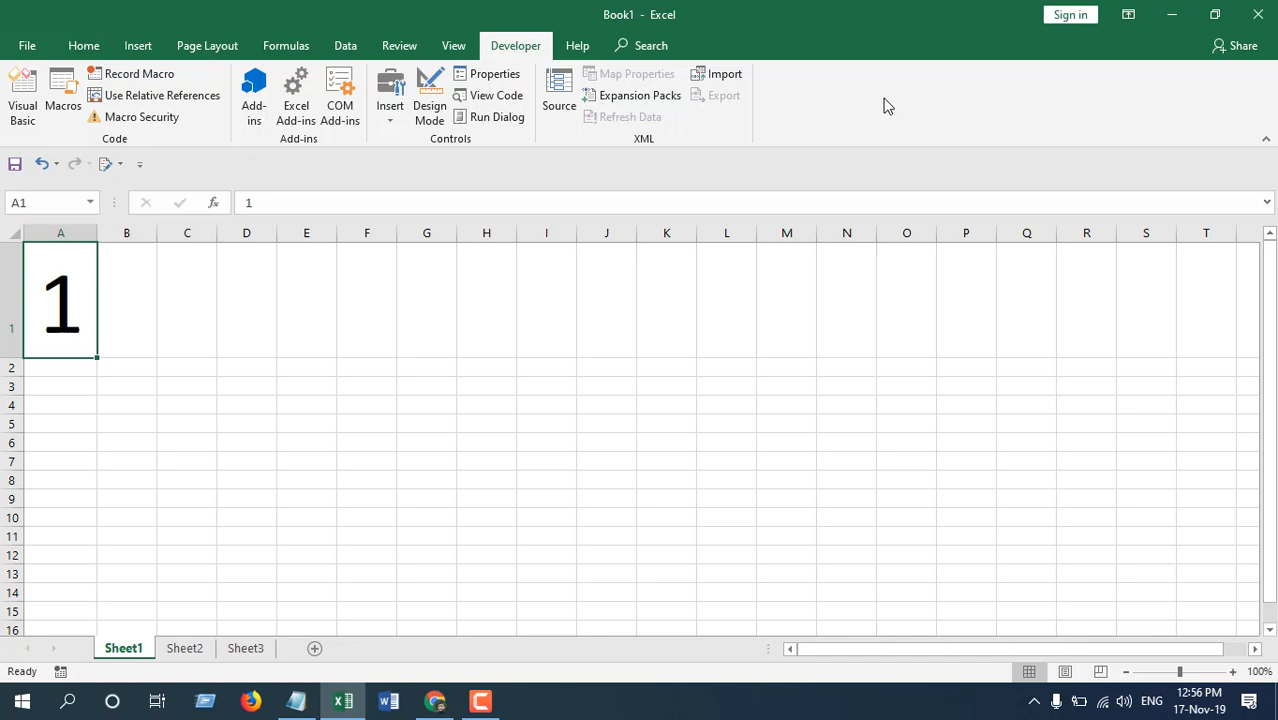 Book1 - Excel
Sign in
File Home Insert Page Layout Formulas Data Review View Developer Help Search Share
Visual Basic
Macros
Record Macro
Use Relative References
Macro Security
Code
Add-ins
Excel Add-ins
COM Add-ins
Add-ins
Insert
Design Mode
Properties
View Code
Run Dialog
Controls
Source
Map Properties
Expansion Packs
Refresh Data
Import
Export
XML
A1 fx 1
A B C D E F G H I J K L M N O P Q R S T
1 1
2
3
4
5
6
7
8
9
10
11
12
13
14
15
16
Sheet1 Sheet2 Sheet3
Ready 100%
ENG 12:56 PM
17-Nov-19